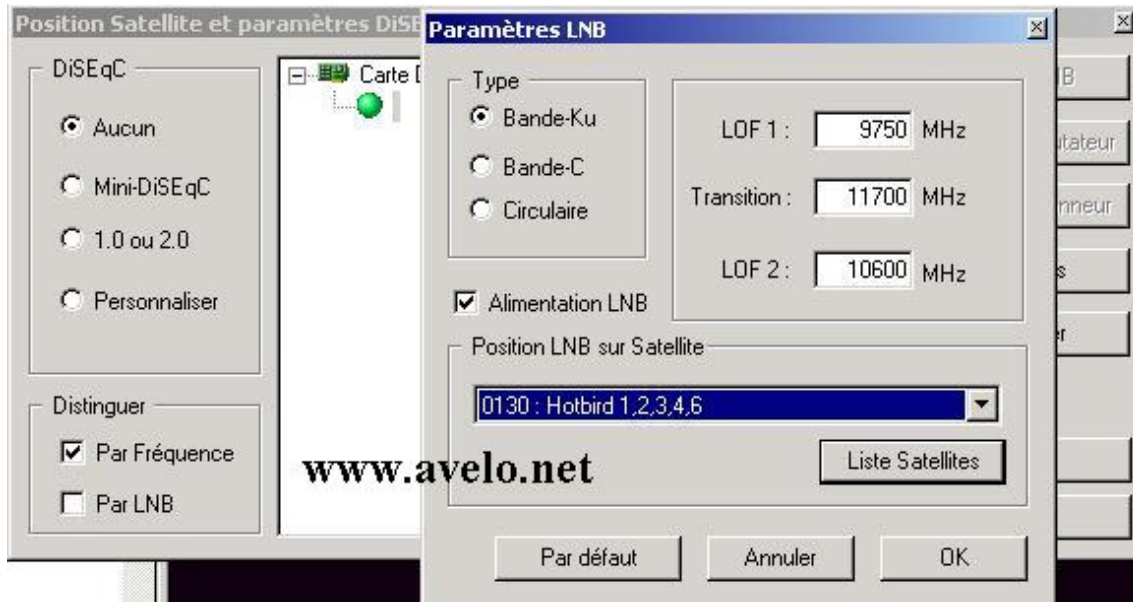 Position Satellite et paramètres DiSE
DiSEqC
Aucun
Mini-DiSEqC
1.0 ou 2.0
Personnaliser
Distinguer
Par Fréquence
Par LNB
Carte
Paramètres LNB
Type
Bande-Ku
Bande-C
Circulaire
LOF 1 : 9750 MHz
Transition : 11700 MHz
LOF 2 : 10600 MHz
Alimentation LNB
Position LNB sur Satellite
0130 : Hotbird 1,2,3,4,6
Liste Satellites
Par défaut
Annuler
OK
www.avelo.net